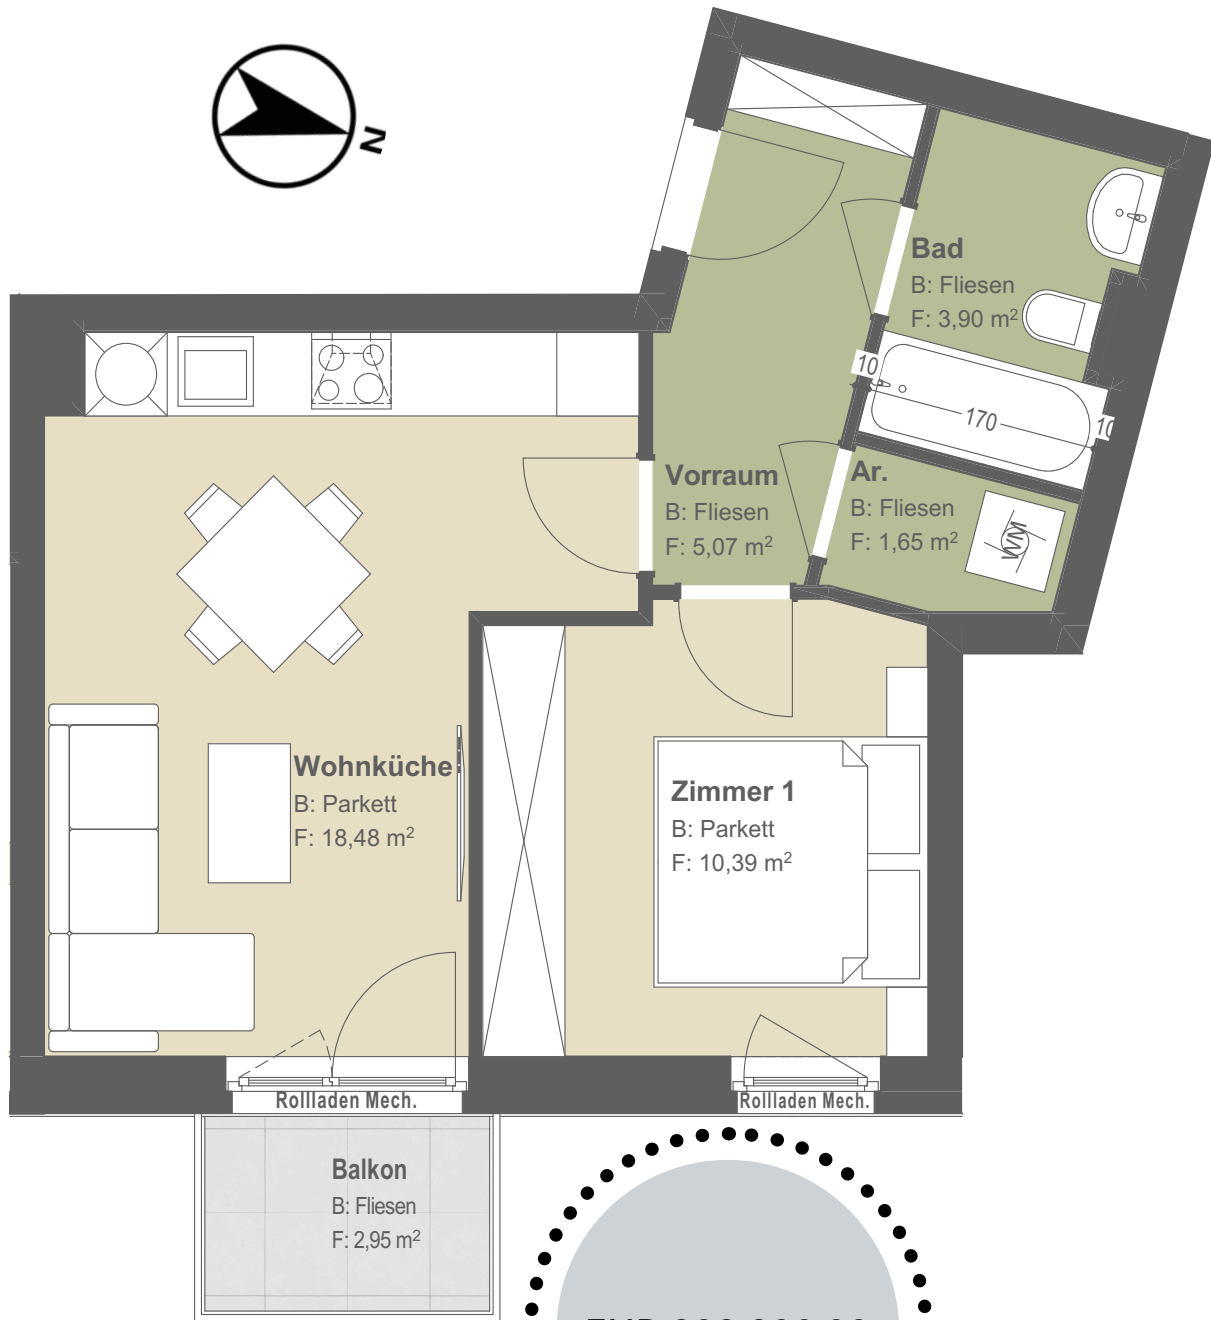 N
Bad
B: Fliesen
F: 3,90 m²
10
170
10
Vorraum
B: Fliesen
F: 5,07 m²
Ar.
B: Fliesen
F: 1,65 m²
WM
Wohnküche
B: Parkett
F: 18,48 m²
Zimmer 1
B: Parkett
F: 10,39 m²
Rollladen Mech.
Rollladen Mech.
Balkon
B: Fliesen
F: 2,95 m²